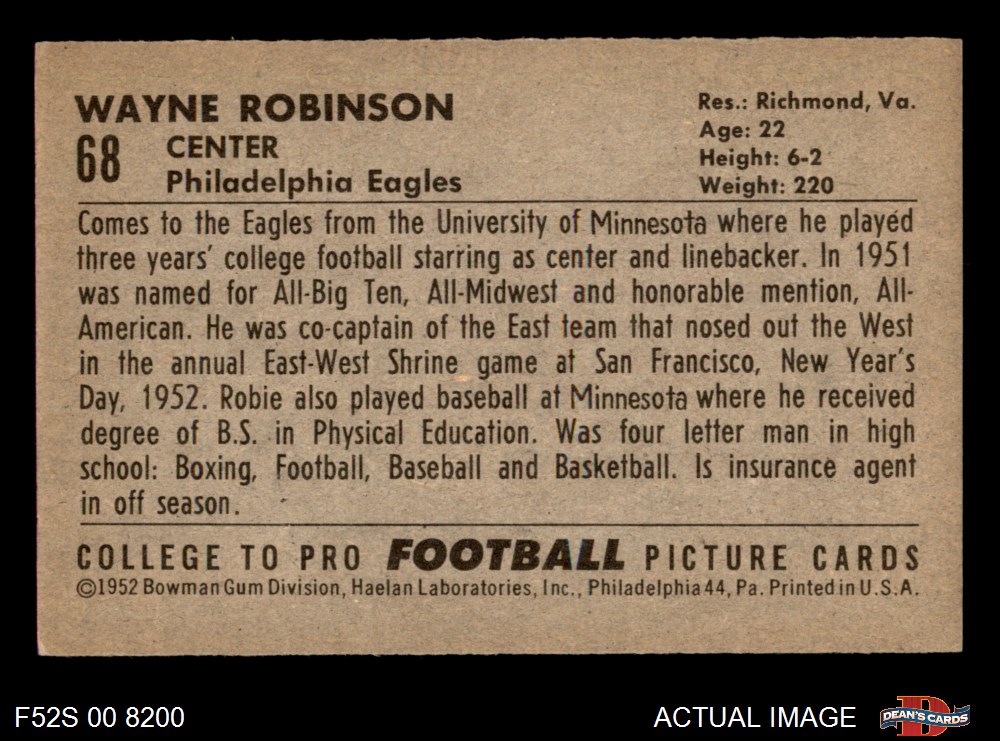 WAYNE ROBINSON
68 CENTER
Philadelphia Eagles
Res.: Richmond, Va.
Age: 22
Height: 6-2
Weight: 220
Comes to the Eagles from the University of Minnesota where he played
three years' college football starring as center and linebacker. In 1951
was named for All-Big Ten, All-Midwest and honorable mention, All-
American. He was co-captain of the East team that nosed out the West
in the annual East-West Shrine game at San Francisco, New Year's
Day, 1952. Robie also played baseball at Minnesota where he received
degree of B.S. in Physical Education. Was four letter man in high
school: Boxing, Football, Baseball and Basketball. Is insurance agent
in off season.
COLLEGE TO PRO FOOTBALL PICTURE CARDS
©1952 Bowman Gum Division, Haelan Laboratories, Inc., Philadelphia 44, Pa. Printed in U.S.A.
F52S 00 8200
ACTUAL IMAGE
DEAN'S CARDS